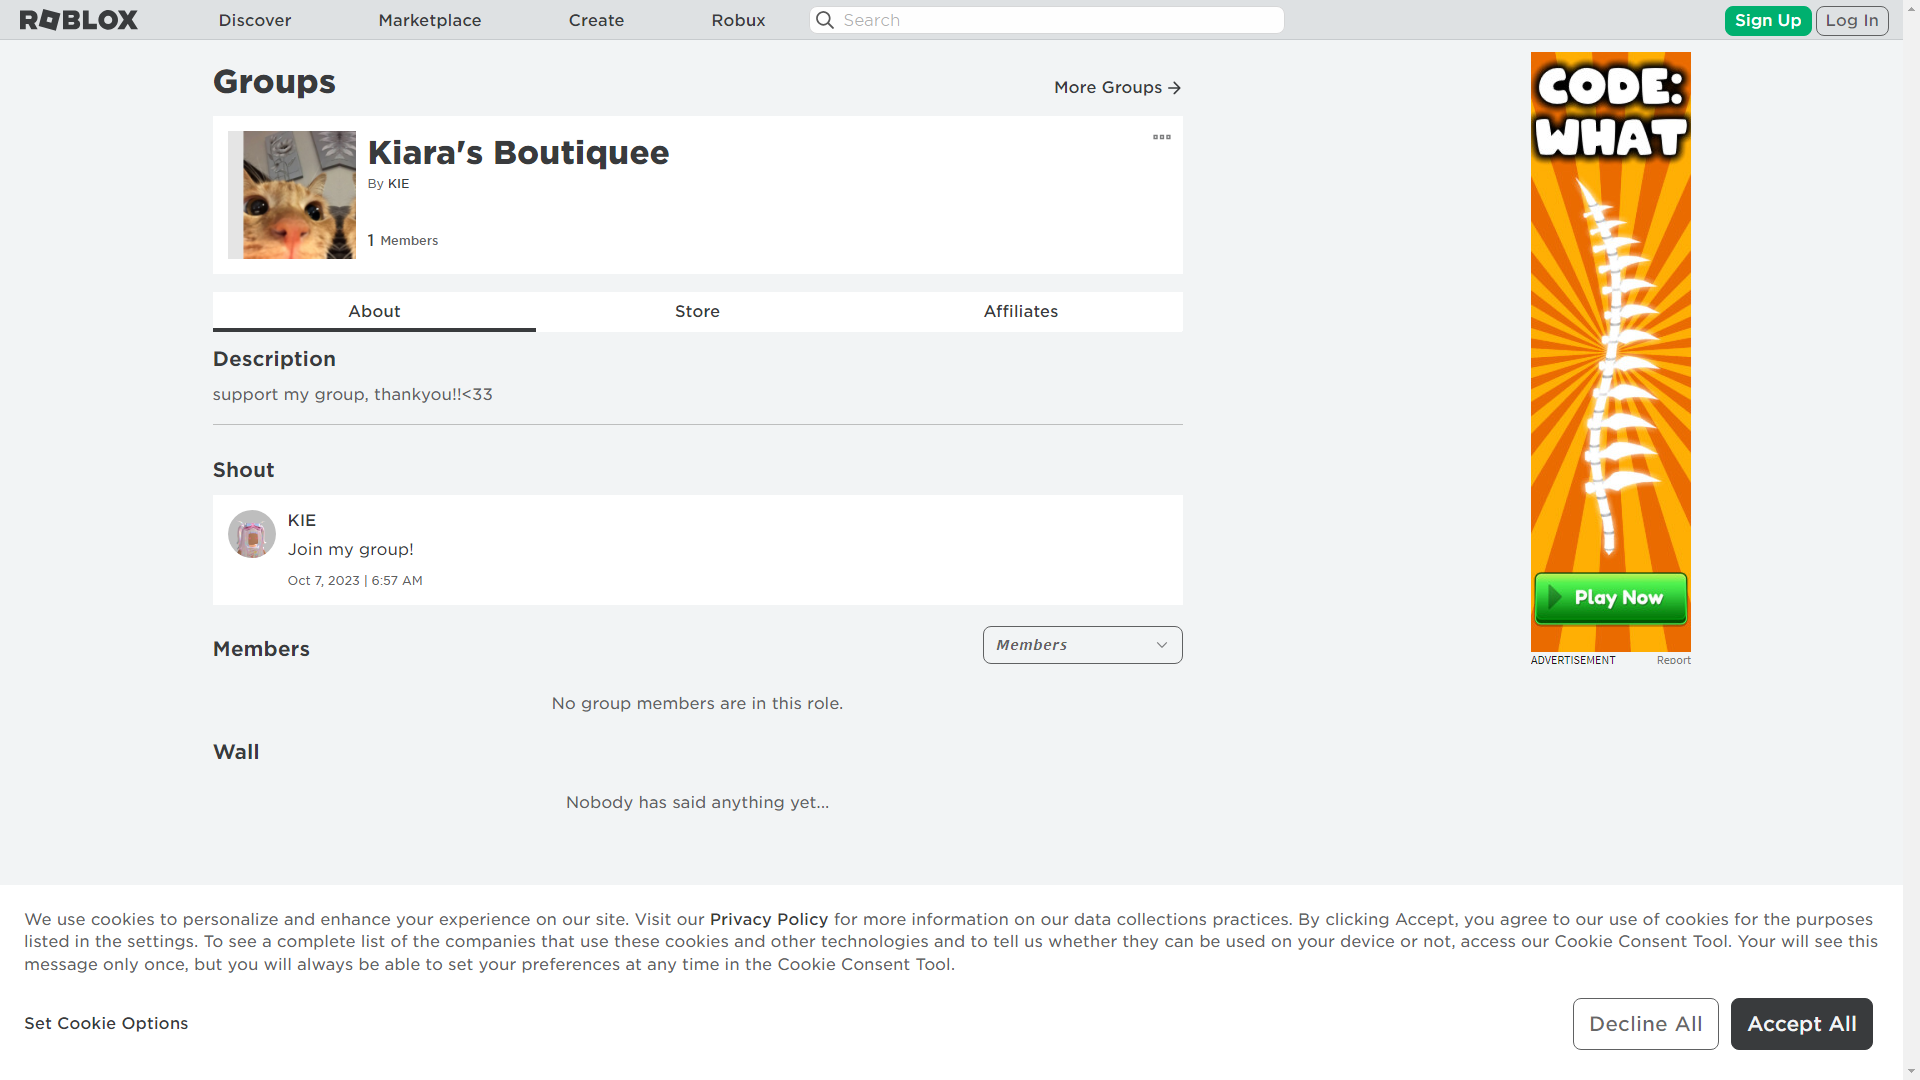 ROBLOX
Discover
Marketplace
Create
Robux
Search
Sign Up
Log In
Groups
More Groups
Kiara's Boutiquee
By KIE
1 Members
About
Store
Affiliates
Description
support my group, thankyou!!<33
Shout
KIE
Join my group!
Oct 7, 2023 | 6:57 AM
Members
Members
No group members are in this role.
Wall
Nobody has said anything yet...
CODE:
WHAT
Play Now
ADVERTISEMENT
Report
We use cookies to personalize and enhance your experience on our site. Visit our Privacy Policy for more information on our data collections practices. By clicking Accept, you agree to our use of cookies for the purposes
listed in the settings. To see a complete list of the companies that use these cookies and other technologies and to tell us whether they can be used on your device or not, access our Cookie Consent Tool. Your will see this
message only once, but you will always be able to set your preferences at any time in the Cookie Consent Tool.
Set Cookie Options
Decline All
Accept All